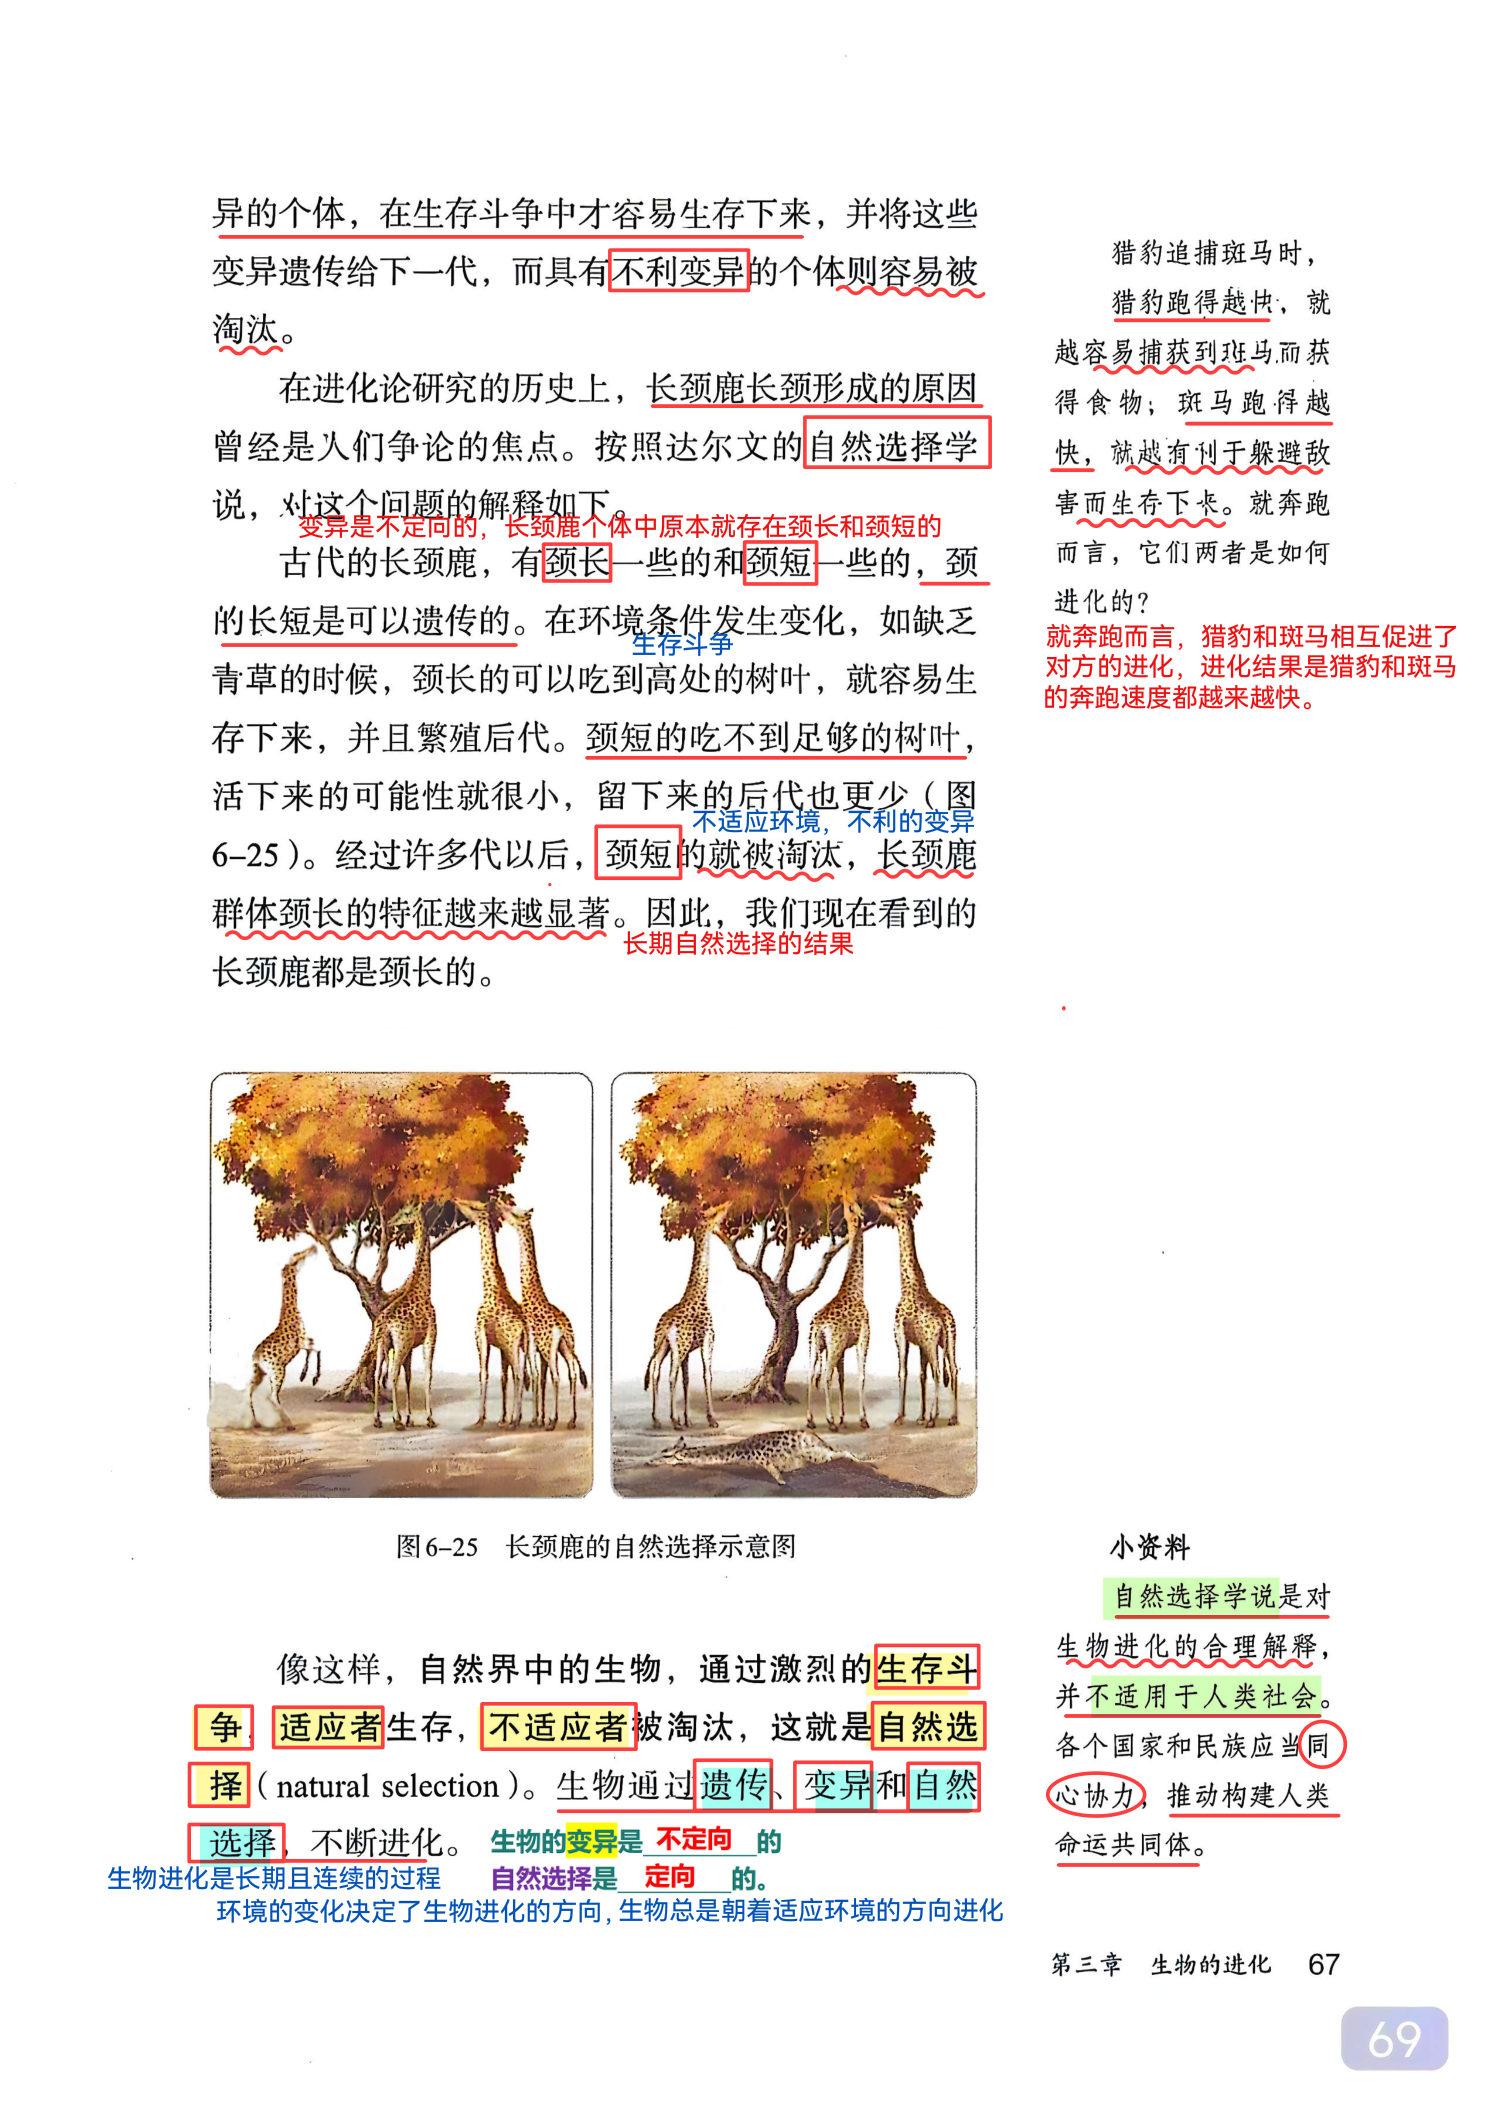 异的个体，在生存斗争中才容易生存下来，并将这些
变异遗传给下一代，而具有不利变异的个体则容易被
淘汰。
在进化论研究的历史上，长颈鹿长颈形成的原因
曾经是人们争论的焦点。按照达尔文的自然选择学
说，对这个问题的解释如下。
变异是不定向的，长颈鹿个体中原本就存在颈长和颈短的
古代的长颈鹿，有颈长一些的和颈短一些的，颈
的长短是可以遗传的。在环境条件发生变化，如缺乏
生存斗争
青草的时候，颈长的可以吃到高处的树叶，就容易生
存下来，并且繁殖后代。颈短的吃不到足够的树叶，
活下来的可能性就很小，留下来的后代也更少（图
不适应环境，不利的变异
6-25）。经过许多代以后，颈短的就被淘汰，长颈鹿
群体颈长的特征越来越显著。因此，我们现在看到的
长期自然选择的结果
长颈鹿都是颈长的。
猎豹追捕斑马时，
猎豹跑得越快，就
越容易捕获到斑马而获
得食物；斑马跑得越
快，就越有利于躲避敌
害而生存下来。就奔跑
而言，它们两者是如何
进化的？
就奔跑而言，猎豹和斑马相互促进了
对方的进化，进化结果是猎豹和斑马
的奔跑速度都越来越快。
图6-25 长颈鹿的自然选择示意图
像这样，自然界中的生物，通过激烈的生存斗
争，适应者生存，不适应者被淘汰，这就是自然选
择（natural selection）。生物通过遗传、变异和自然
选择，不断进化。
生物的变异是 不定向 的
自然选择是 定向 的。
生物进化是长期且连续的过程
环境的变化决定了生物进化的方向，生物总是朝着适应环境的方向进化
小资料
自然选择学说是对
生物进化的合理解释，
并不适用于人类社会。
各个国家和民族应当同
心协力，推动构建人类
命运共同体。
第三章 生物的进化 67
69